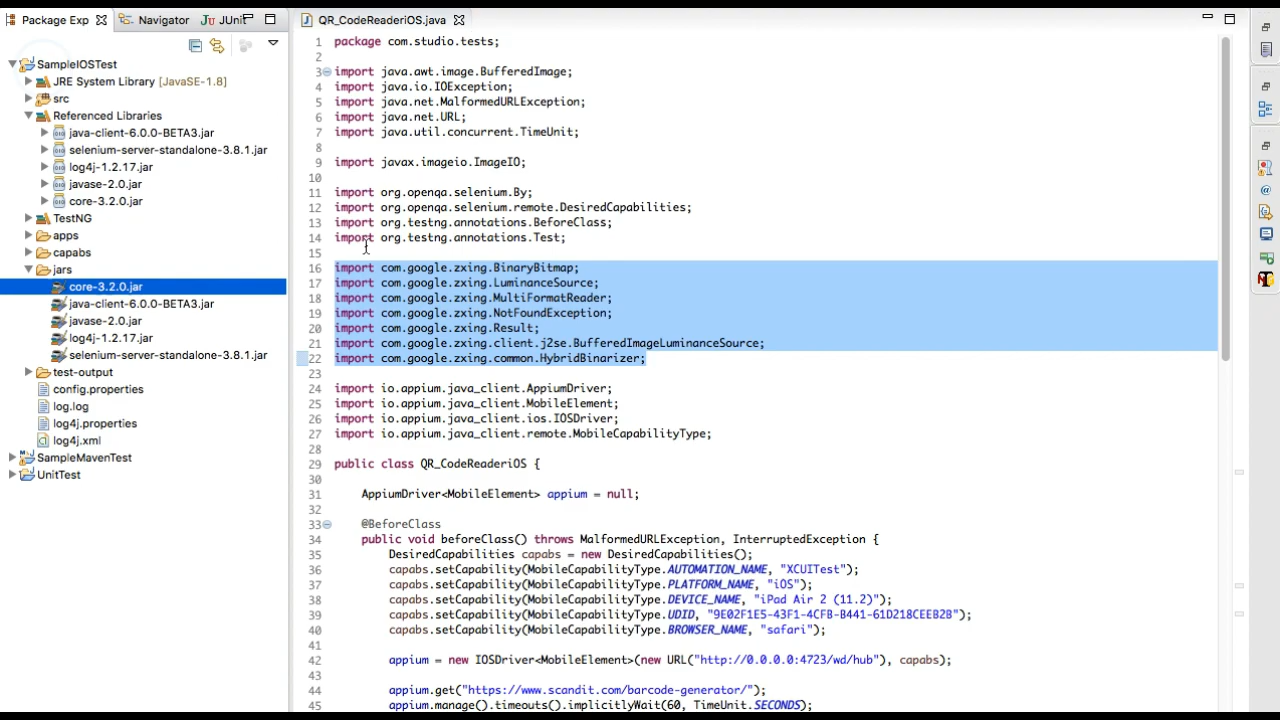 Package Exp
Navigator
JUnit
SampleIOSTest
JRE System Library [JavaSE-1.8]
src
Referenced Libraries
java-client-6.0.0-BETA3.jar
selenium-server-standalone-3.8.1.jar
log4j-1.2.17.jar
javase-2.0.jar
core-3.2.0.jar
TestNG
apps
capabs
jars
core-3.2.0.jar
java-client-6.0.0-BETA3.jar
javase-2.0.jar
log4j-1.2.17.jar
selenium-server-standalone-3.8.1.jar
test-output
config.properties
log.log
log4j.properties
log4j.xml
SampleMavenTest
UnitTest
QR_CodeReaderiOS.java
1 package com.studio.tests;
2
3 import java.awt.image.BufferedImage;
4 import java.io.IOException;
5 import java.net.MalformedURLException;
6 import java.net.URL;
7 import java.util.concurrent.TimeUnit;
8
9 import javax.imageio.ImageIO;
10
11 import org.openqa.selenium.By;
12 import org.openqa.selenium.remote.DesiredCapabilities;
13 import org.testng.annotations.BeforeClass;
14 import org.testng.annotations.Test;
15
16 import com.google.zxing.BinaryBitmap;
17 import com.google.zxing.LuminanceSource;
18 import com.google.zxing.MultiFormatReader;
19 import com.google.zxing.NotFoundException;
20 import com.google.zxing.Result;
21 import com.google.zxing.client.j2se.BufferedImageLuminanceSource;
22 import com.google.zxing.common.HybridBinarizer;
23
24 import io.appium.java_client.AppiumDriver;
25 import io.appium.java_client.MobileElement;
26 import io.appium.java_client.ios.IOSDriver;
27 import io.appium.java_client.remote.MobileCapabilityType;
28
29 public class QR_CodeReaderiOS {
30
31 AppiumDriver<MobileElement> appium = null;
32
33 @BeforeClass
34 public void beforeClass() throws MalformedURLException, InterruptedException {
35 DesiredCapabilities capabs = new DesiredCapabilities();
36 capabs.setCapability(MobileCapabilityType.AUTOMATION_NAME, "XCUITest");
37 capabs.setCapability(MobileCapabilityType.PLATFORM_NAME, "iOS");
38 capabs.setCapability(MobileCapabilityType.DEVICE_NAME, "iPad Air 2 (11.2)");
39 capabs.setCapability(MobileCapabilityType.UDID, "9E02F1E5-43F1-4CFB-B441-61D218CEEB2B");
40 capabs.setCapability(MobileCapabilityType.BROWSER_NAME, "safari");
41
42 appium = new IOSDriver<MobileElement>(new URL("http://0.0.0.0:4723/wd/hub"), capabs);
43
44 appium.get("https://www.scandit.com/barcode-generator/");
45 appium.manage().timeouts().implicitlyWait(60, TimeUnit.SECONDS);